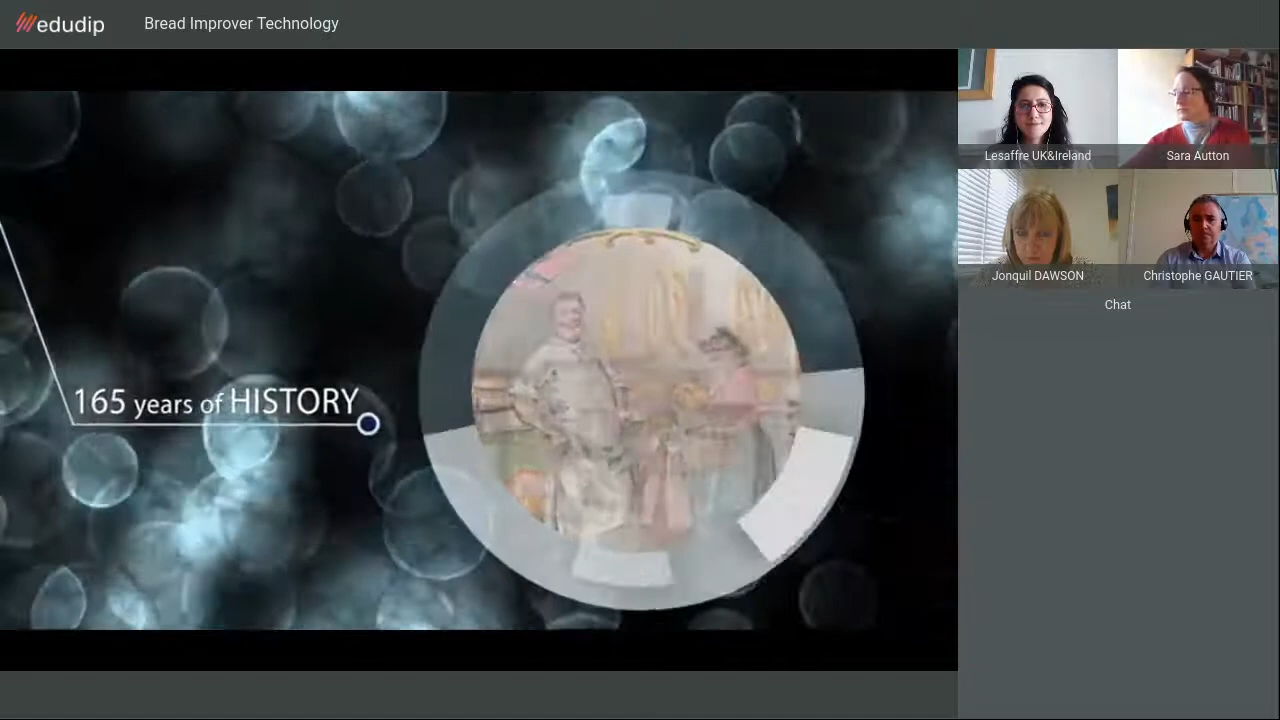 edudip
Bread Improver Technology
165 years of HISTORY
Lesaffre UK&Ireland
Sara Autton
Jonquil DAWSON
Christophe GAUTIER
Chat